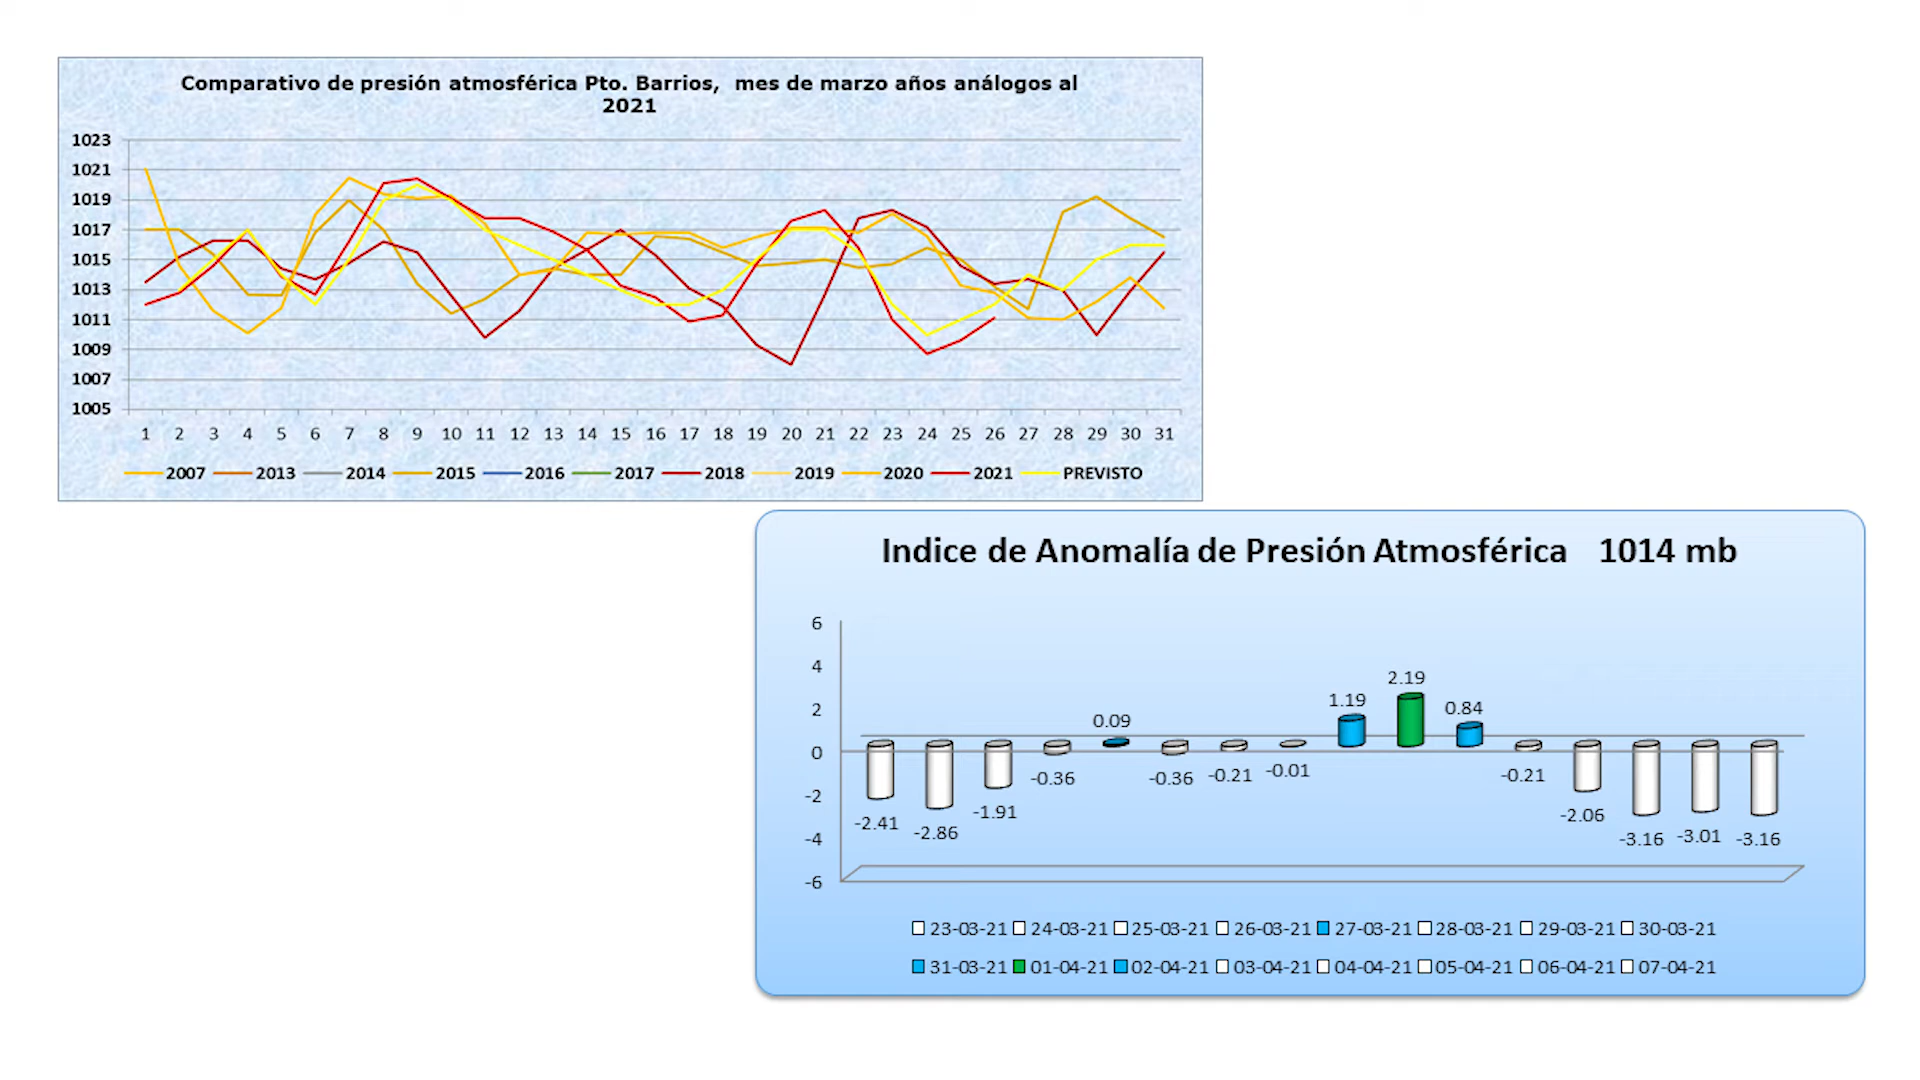 Comparativo de presión atmosférica Pto. Barrios,  mes de marzo años análogos al
2021
1023
1021
1019
1017
1015
1013
1011
1009
1007
1005
1 2 3 4 5 6 7 8 9 10 11 12 13 14 15 16 17 18 19 20 21 22 23 24 25 26 27 28 29 30 31
2007 2013 2014 2015 2016 2017 2018 2019 2020 2021 PREVISTO
Indice de Anomalía de Presión Atmosférica   1014 mb
6
4
2
0
-2
-4
-6
-2.41 -2.86 -1.91 -0.36 0.09 -0.36 -0.21 -0.01 1.19 2.19 0.84 -0.21 -2.06 -3.16 -3.01 -3.16
23-03-21 24-03-21 25-03-21 26-03-21 27-03-21 28-03-21 29-03-21 30-03-21
31-03-21 01-04-21 02-04-21 03-04-21 04-04-21 05-04-21 06-04-21 07-04-21